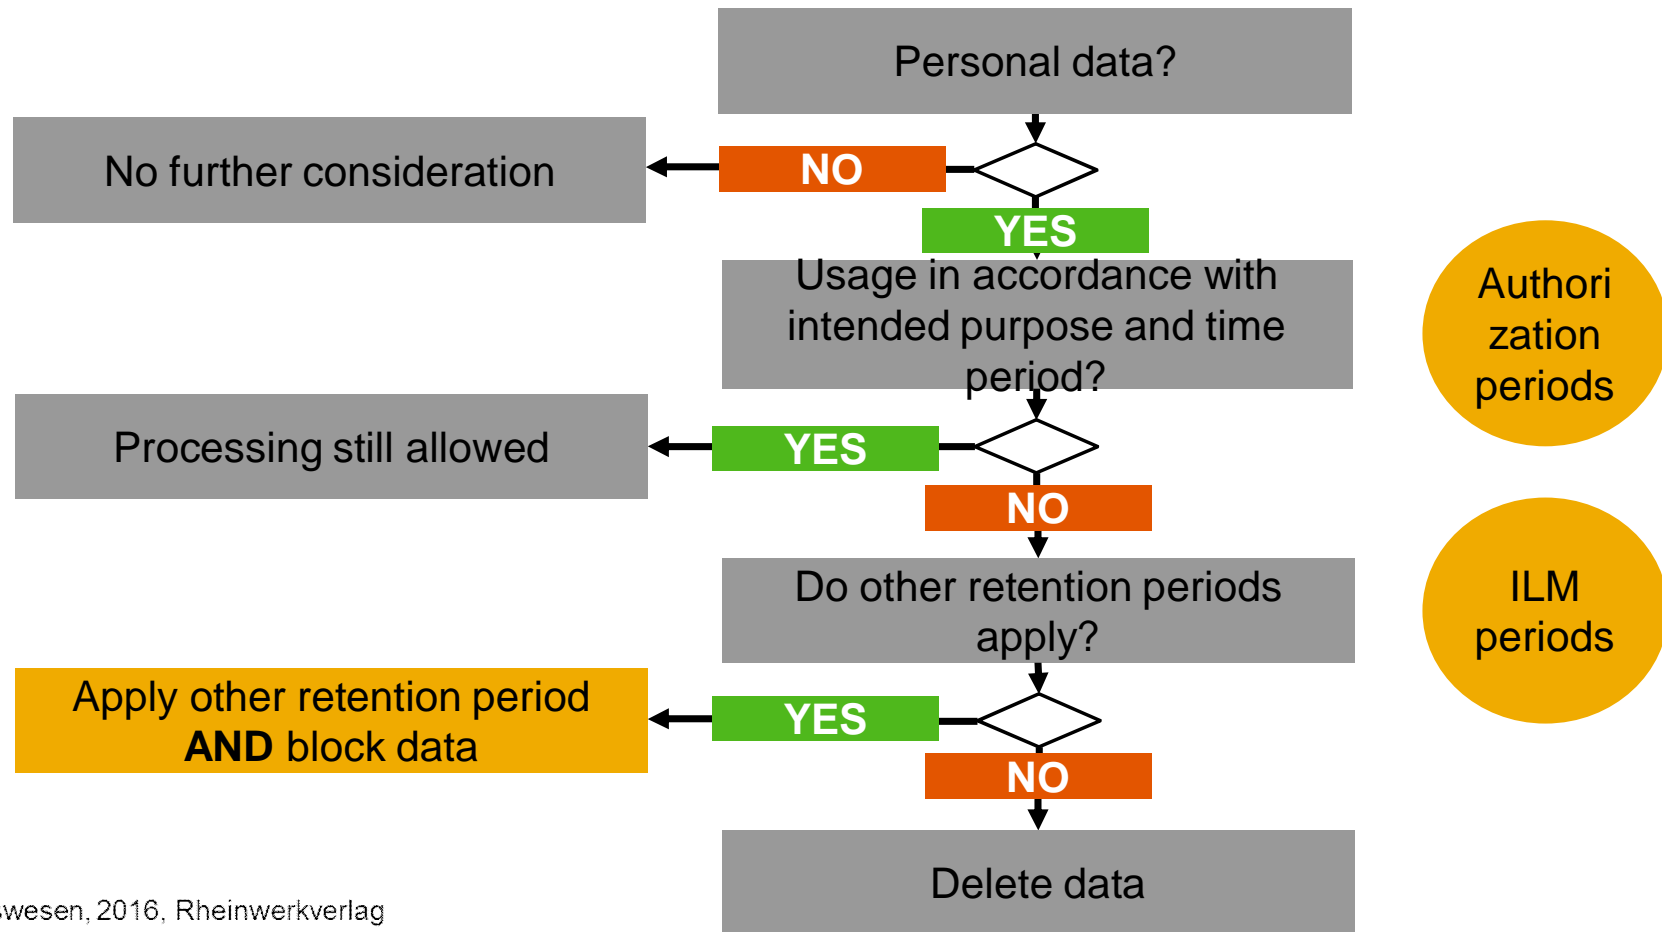 Personal data?
No further consideration
NO
YES
Usage in accordance with
intended purpose and time
period?
Authori
zation
periods
Processing still allowed
YES
NO
Do other retention periods
apply?
ILM
periods
Apply other retention period
AND block data
YES
NO
Delete data
swesen, 2016, Rheinwerkverlag